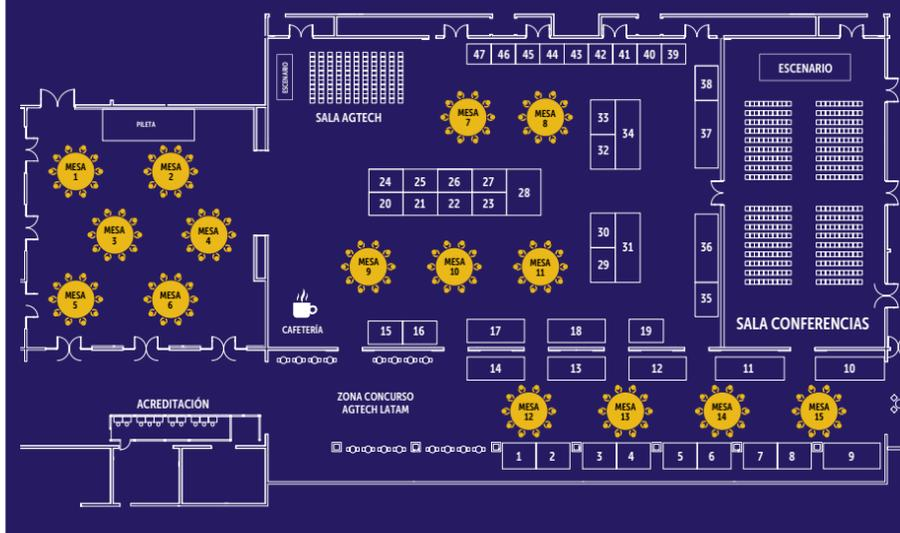 47 46 45 44 43 42 41 40 39
ESCENARIO
ESCENARIO
38
SALA AGTECH
MESA
7
MESA
8
33
34
32
37
PILETA
MESA
1
MESA
2
24 25 26 27
28
20 21 22 23
MESA
3
MESA
4
30
31
29
36
MESA
9
MESA
10
MESA
11
MESA
5
MESA
6
35
CAFETERÍA
15 16
17
18
19
SALA CONFERENCIAS
14
13
12
11
10
ACREDITACIÓN
ZONA CONCURSO
AGTECH LATAM
MESA
12
MESA
13
MESA
14
MESA
15
1 2
3 4
5 6
7 8
9